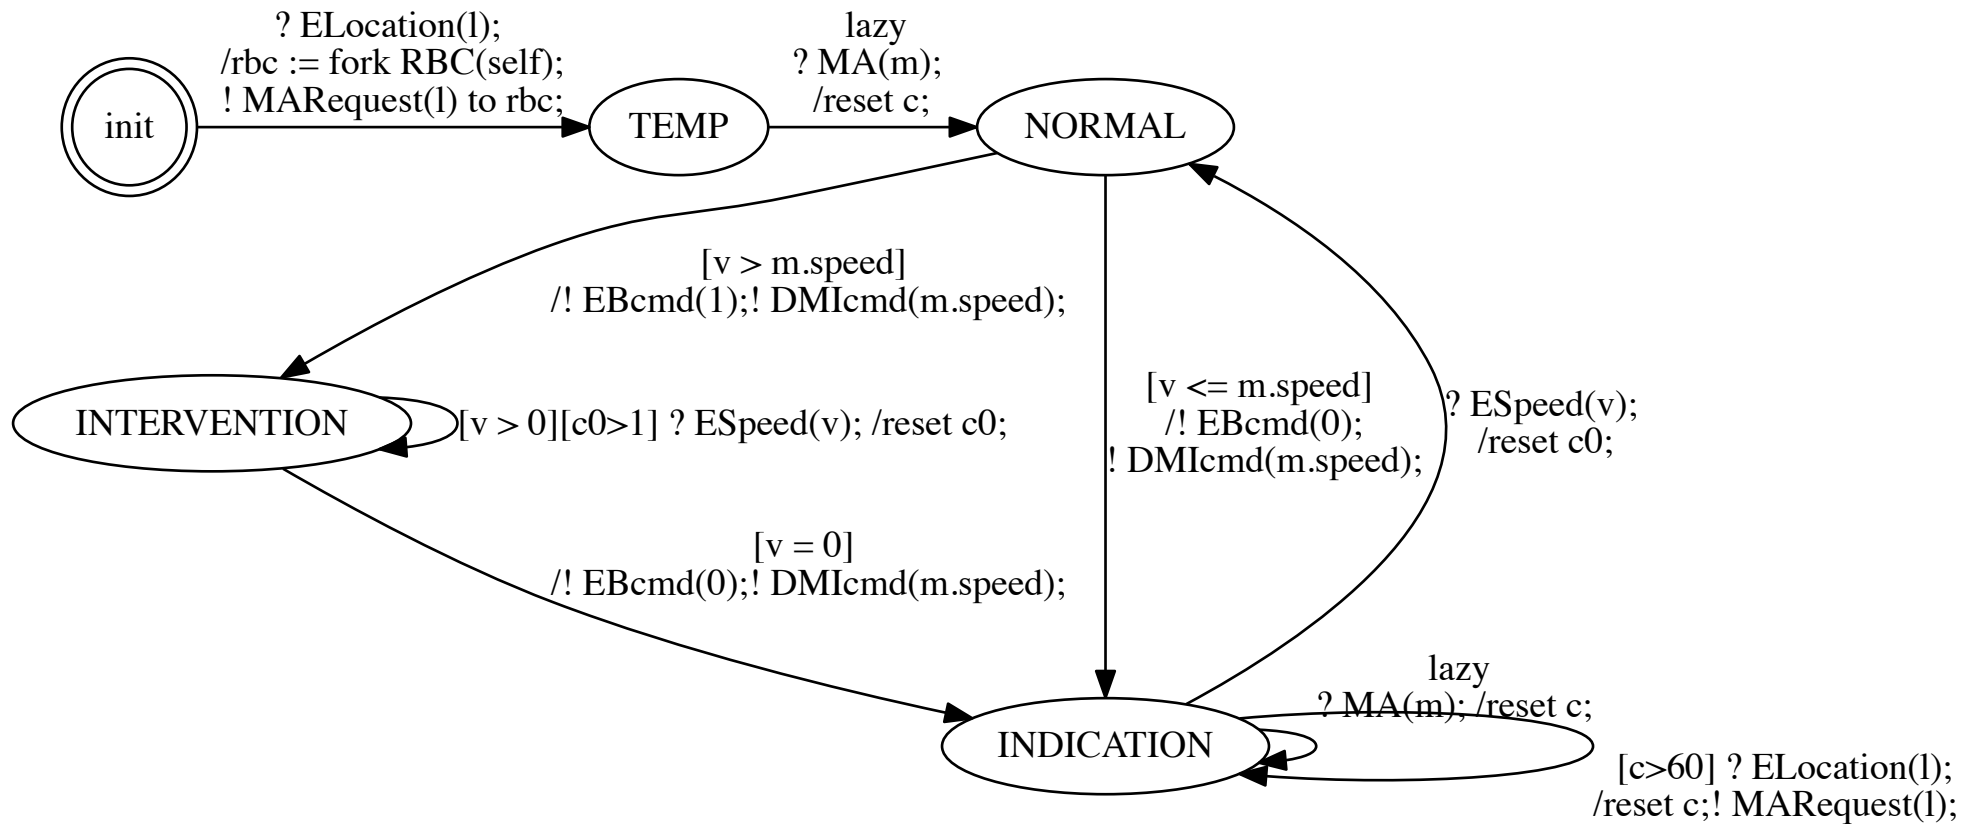 ? ELocation(l);
/rbc := fork RBC(self);
! MARequest(l) to rbc;
lazy
? MA(m);
/reset c;
init
TEMP
NORMAL
[v > m.speed]
/! EBcmd(1);! DMIcmd(m.speed);
[v <= m.speed]
/! EBcmd(0);
! DMIcmd(m.speed);
? ESpeed(v);
/reset c0;
INTERVENTION
[v > 0][c0>1] ? ESpeed(v); /reset c0;
[v = 0]
/! EBcmd(0);! DMIcmd(m.speed);
lazy
? MA(m); /reset c;
INDICATION
[c>60] ? ELocation(l);
/reset c;! MARequest(l);